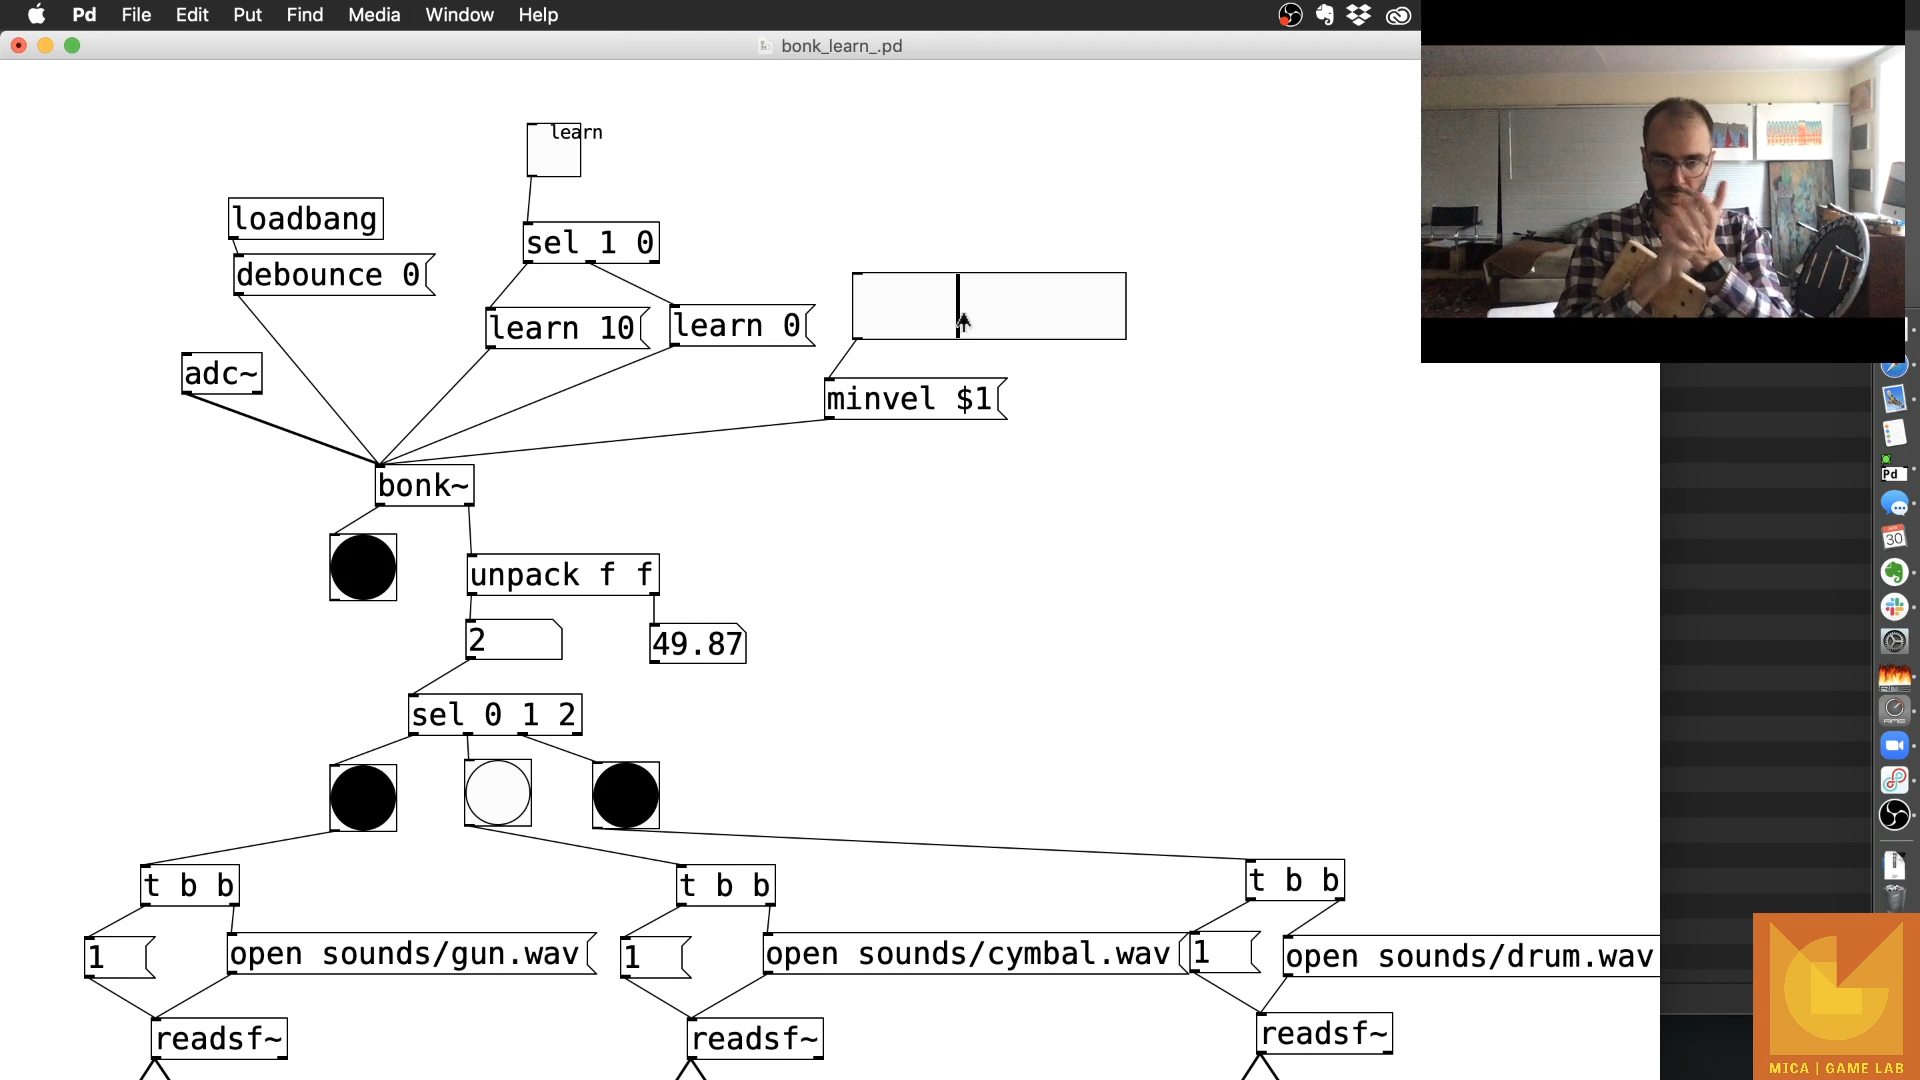 Pd File Edit Put Find Media Window Help
bonk_learn_.pd
learn
loadbang
sel 1 0
debounce 0
learn 10
learn 0
adc~
minvel $1
bonk~
unpack f f
2
49.87
sel 0 1 2
t b b
t b b
t b b
1
open sounds/gun.wav
1
open sounds/cymbal.wav
1
open sounds/drum.wav
readsf~
readsf~
readsf~
Pd
30
MICA | GAME LAB